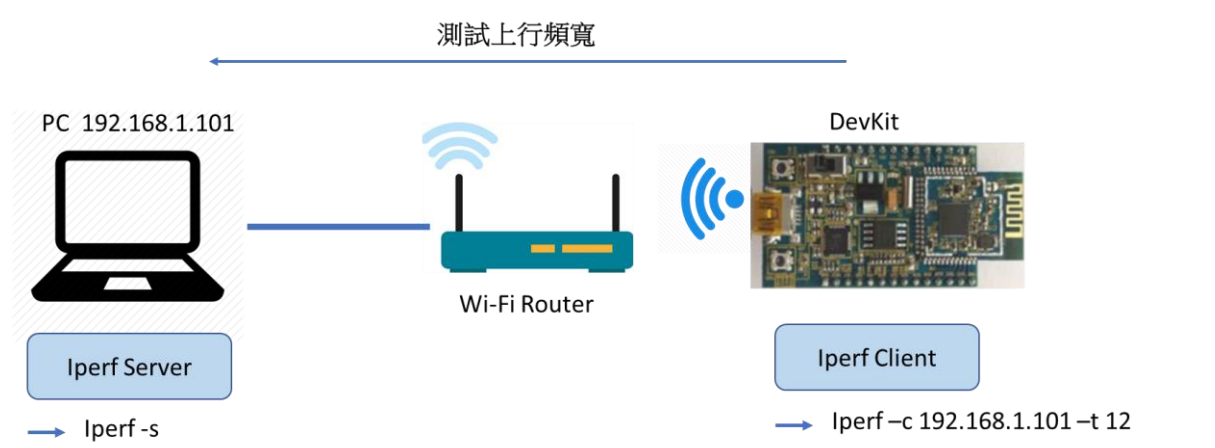 測試上行頻寬
PC 192.168.1.101
DevKit
Wi-Fi Router
Iperf Server
Iperf Client
Iperf -s
Iperf –c 192.168.1.101 –t 12